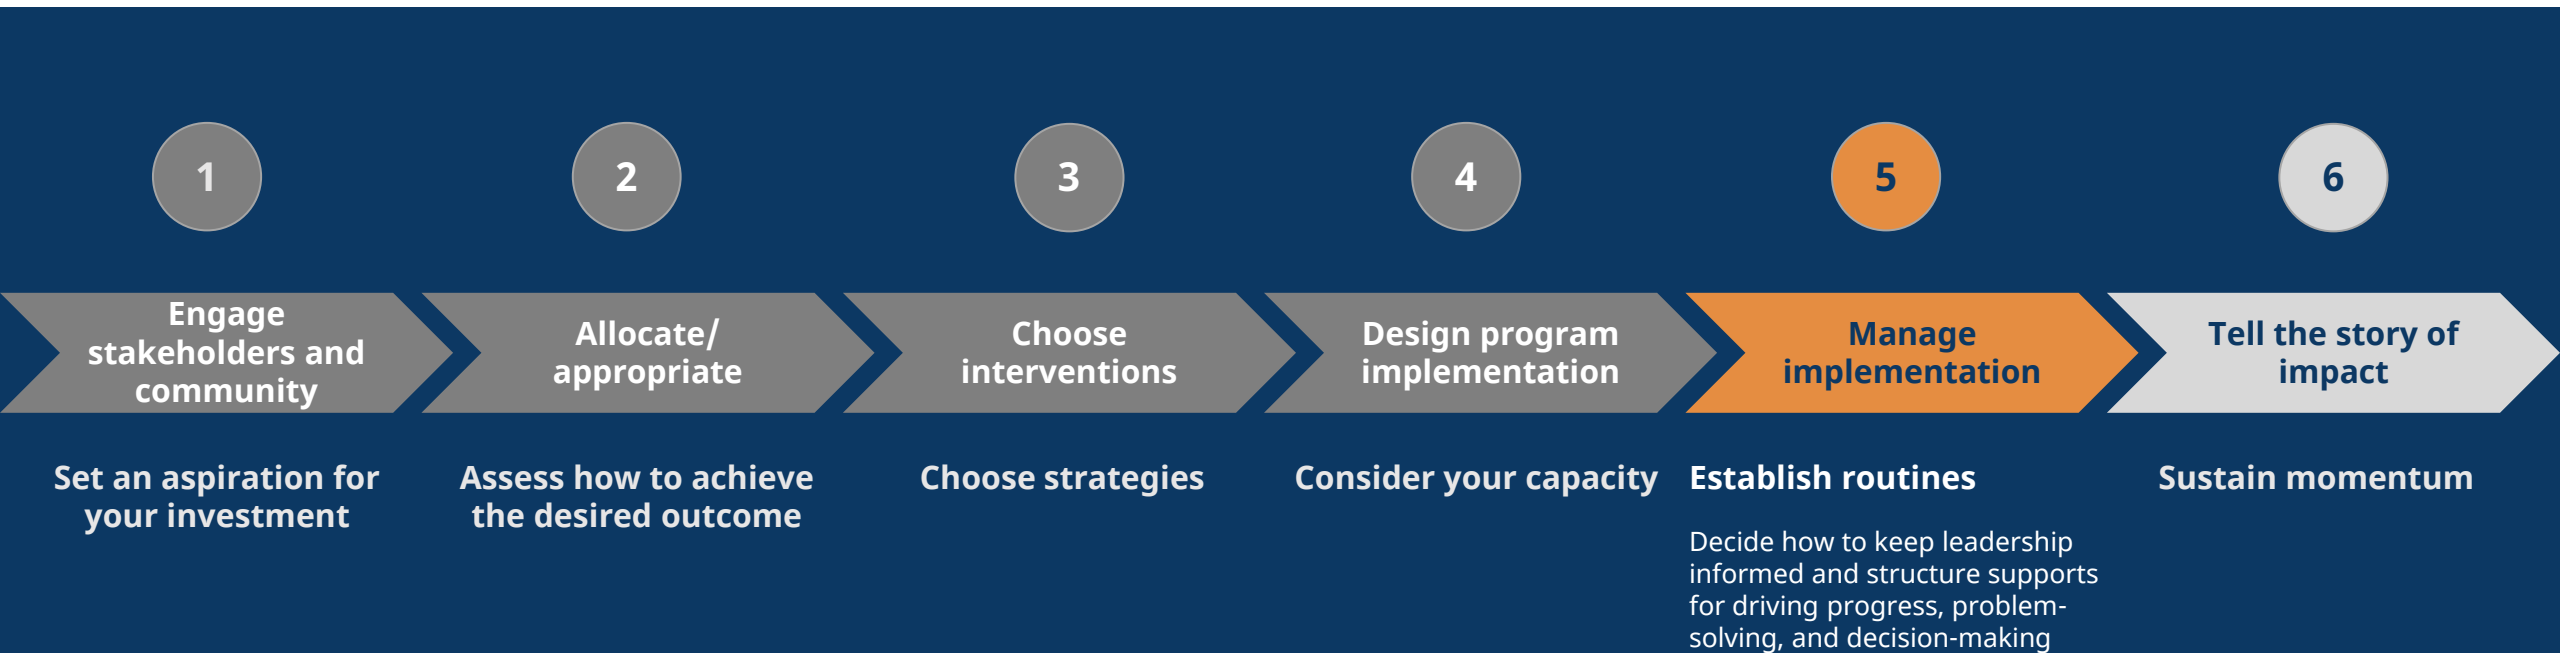 1
2
3
4
5
6
Engage
stakeholders and
community
Allocate/
appropriate
Choose
interventions
Design program
implementation
Manage
implementation
Tell the story of
impact
Set an aspiration for
your investment
Assess how to achieve
the desired outcome
Choose strategies
Consider your capacity
Establish routines
Decide how to keep leadership
informed and structure supports
for driving progress, problem-
solving, and decision-making
Sustain momentum